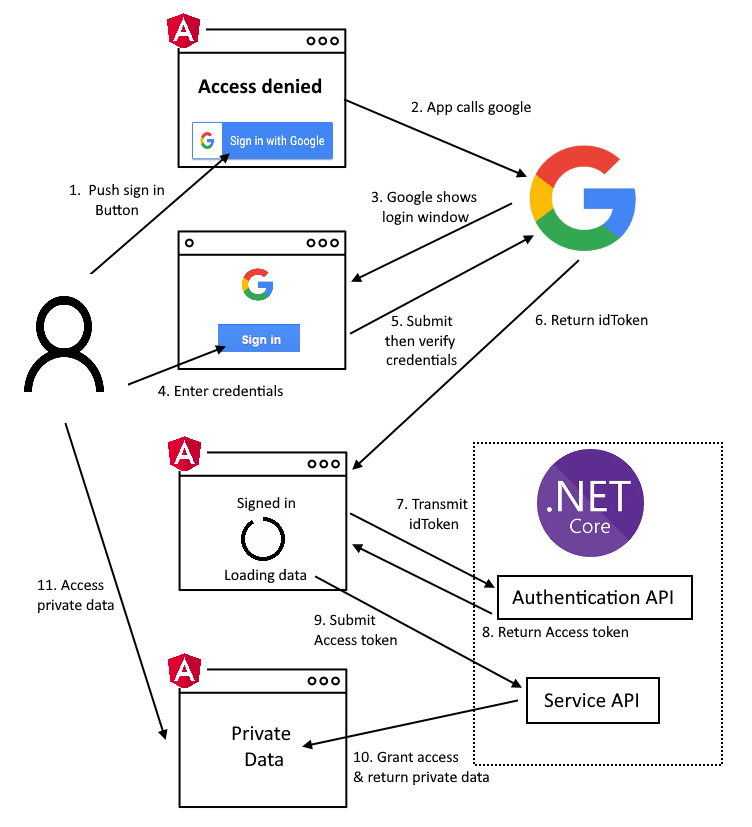 Access denied
Sign in with Google
2. App calls google
1. Push sign in
Button
3. Google shows
login window
Sign in
5. Submit
then verify
credentials
6. Return idToken
4. Enter credentials
Signed in
Loading data
7. Transmit
idToken
.NET
Core
Authentication API
8. Return Access token
11. Access
private data
9. Submit
Access token
Service API
Private
Data
10. Grant access
& return private data